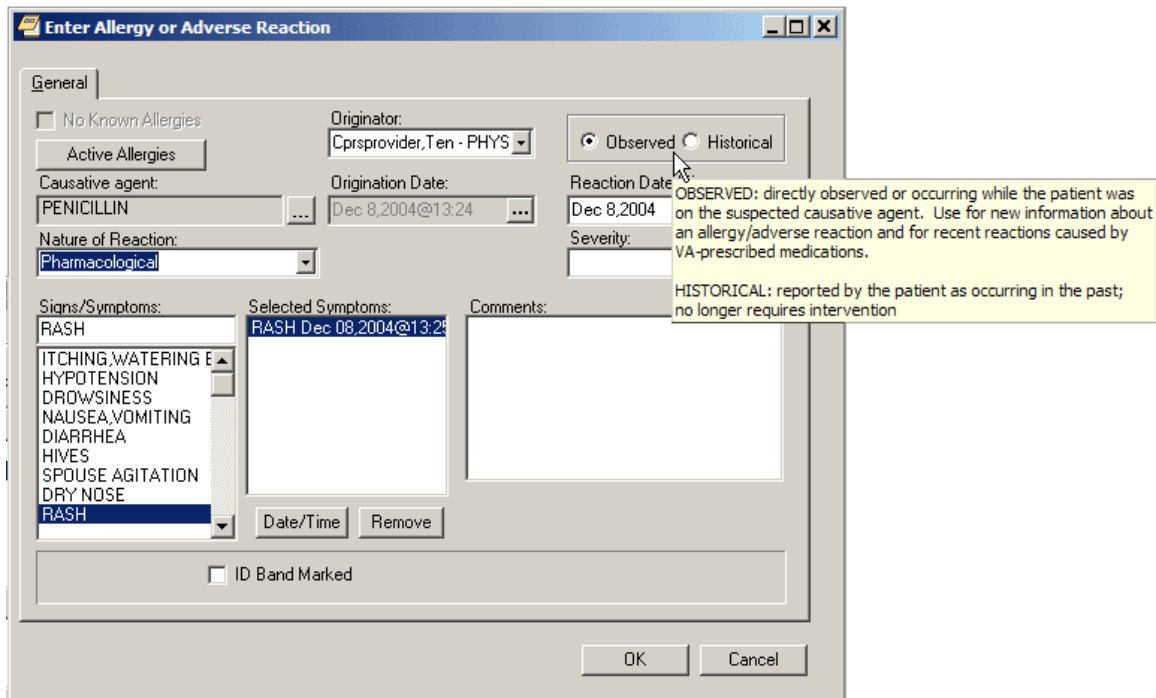 Enter Allergy or Adverse Reaction
General
No Known Allergies
Active Allergies
Originator:
Cprsprovider,Ten - PHYS
Observed
Historical
Causative agent:
PENICILLIN
...
Origination Date:
Dec 8,2004@13:24
...
Reaction Date
Dec 8,2004
OBSERVED: directly observed or occurring while the patient was
on the suspected causative agent.  Use for new information about
an allergy/adverse reaction and for recent reactions caused by
VA-prescribed medications.
HISTORICAL: reported by the patient as occurring in the past;
no longer requires intervention
Nature of Reaction:
Pharmacological
Severity:
Signs/Symptoms:
RASH
ITCHING,WATERING E
HYPOTENSION
DROWSINESS
NAUSEA,VOMITING
DIARRHEA
HIVES
SPOUSE AGITATION
DRY NOSE
RASH
Selected Symptoms:
RASH Dec 08,2004@13:25
Date/Time
Remove
Comments:
ID Band Marked
OK
Cancel